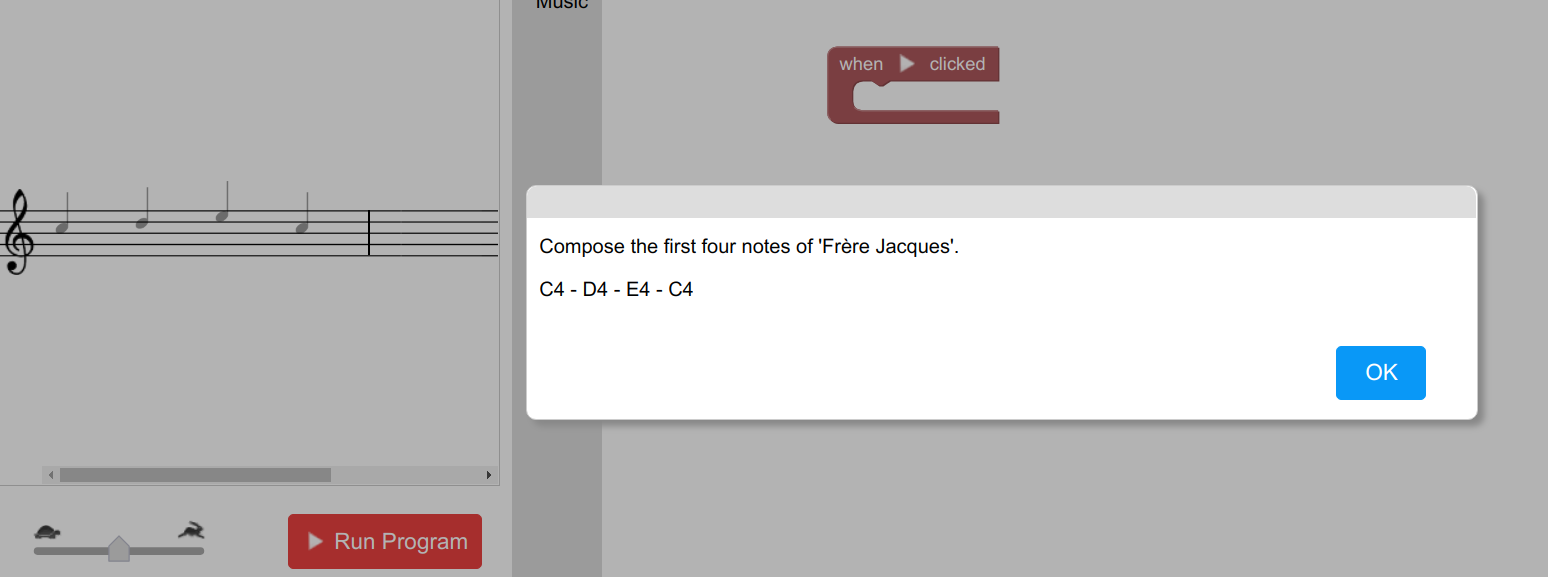 Music
when clicked
Compose the first four notes of 'Frère Jacques'.
C4 - D4 - E4 - C4
OK
Run Program